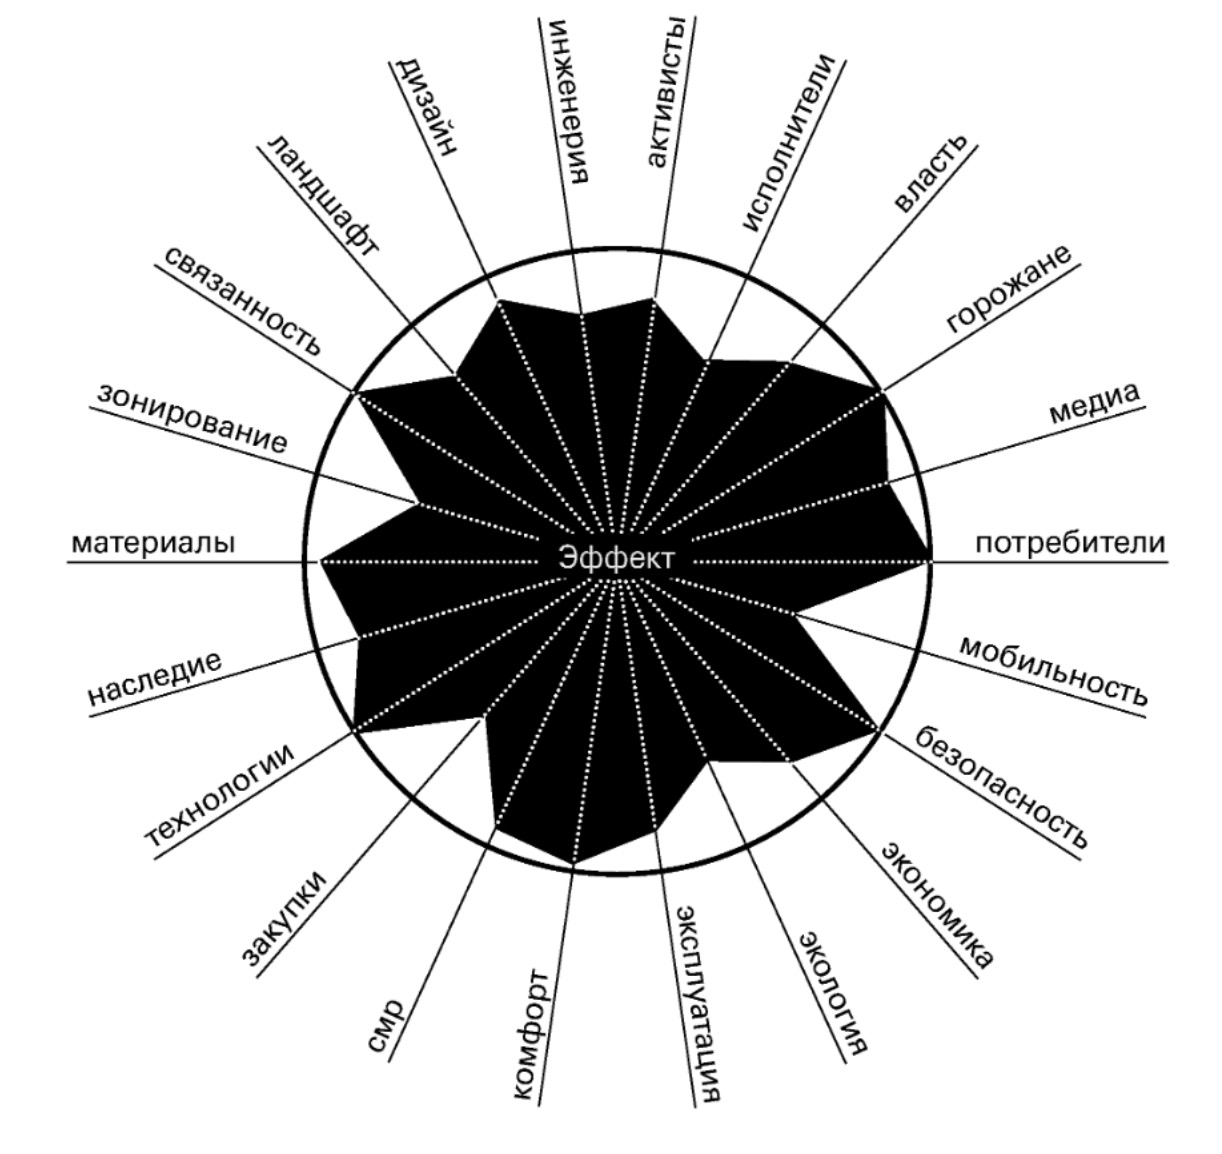 инженерия
активисты
исполнители
власть
горожане
медиа
потребители
мобильность
безопасность
экономика
экология
эксплуатация
комфорт
смр
закупки
технологии
наследие
материалы
зонирование
связанность
ландшафт
дизайн
Эффект